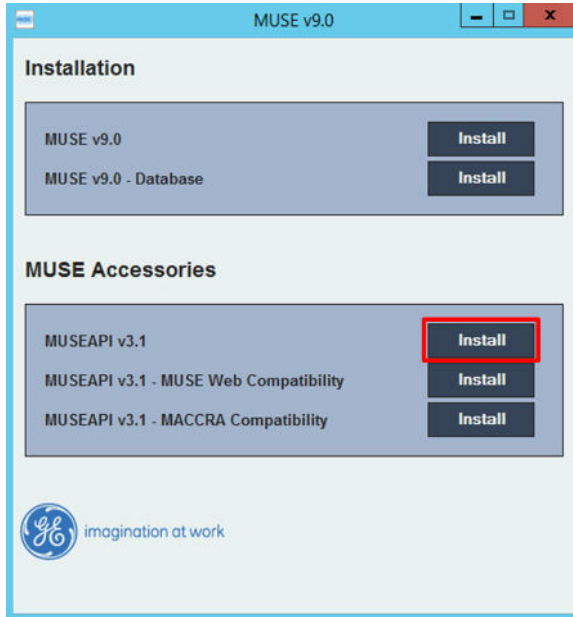 MUSE v9.0
Installation
MUSE v9.0 Install
MUSE v9.0 - Database Install
MUSE Accessories
MUSEAPI v3.1 Install
MUSEAPI v3.1 - MUSE Web Compatibility Install
MUSEAPI v3.1 - MACCRA Compatibility Install
GE imagination at work